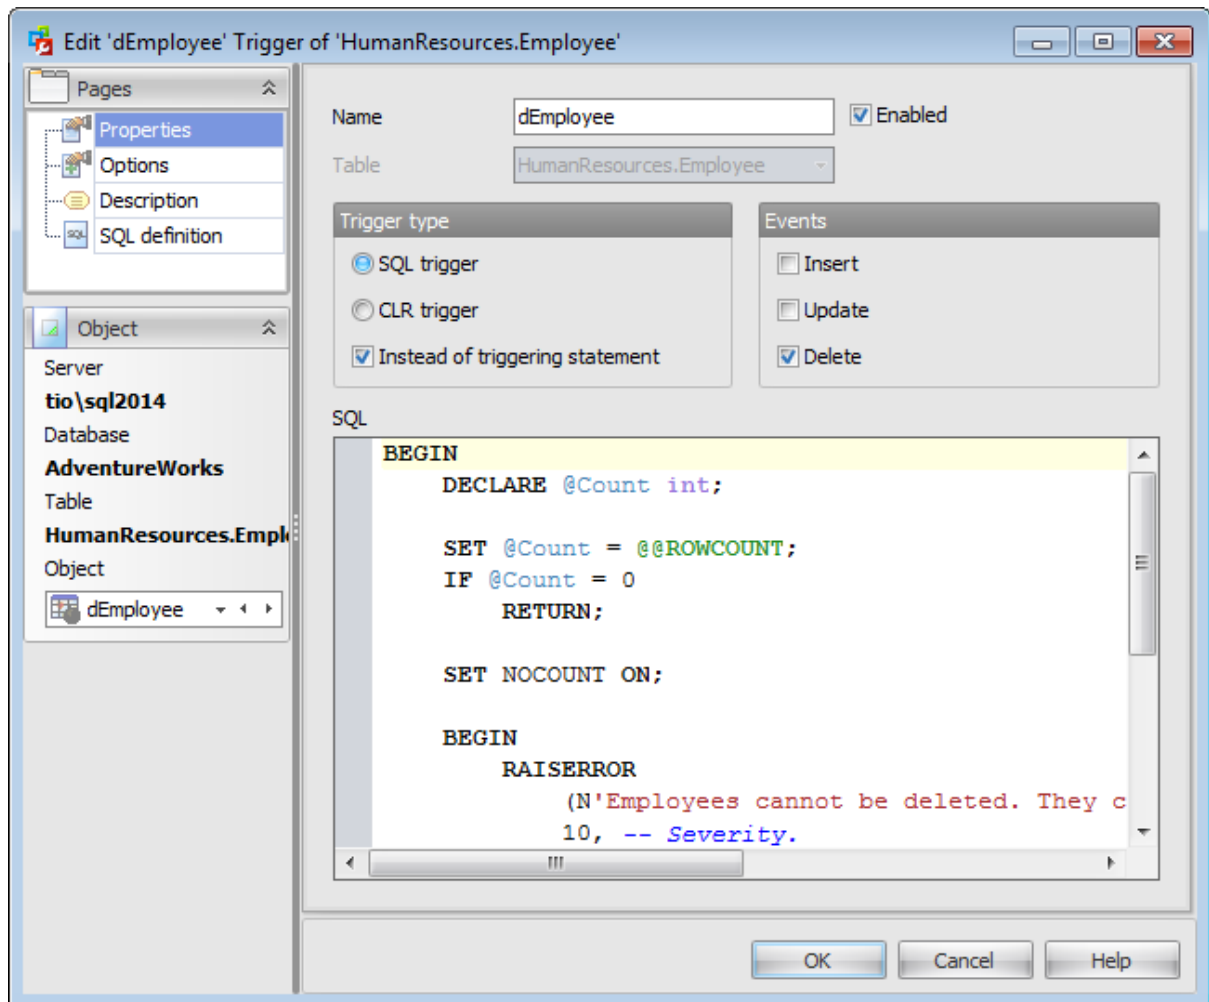 Edit 'dEmployee' Trigger of 'HumanResources.Employee'
Pages
Properties
Options
Description
SQL definition
Object
Server
tio\sql2014
Database
AdventureWorks
Table
HumanResources.Empl
Object
dEmployee
Name
dEmployee
Enabled
Table
HumanResources.Employee
Trigger type
SQL trigger
CLR trigger
Instead of triggering statement
Events
Insert
Update
Delete
SQL
BEGIN
DECLARE @Count int;
SET @Count = @@ROWCOUNT;
IF @Count = 0
RETURN;
SET NOCOUNT ON;
BEGIN
RAISERROR
(N'Employees cannot be deleted. They c
10, -- Severity.
OK
Cancel
Help